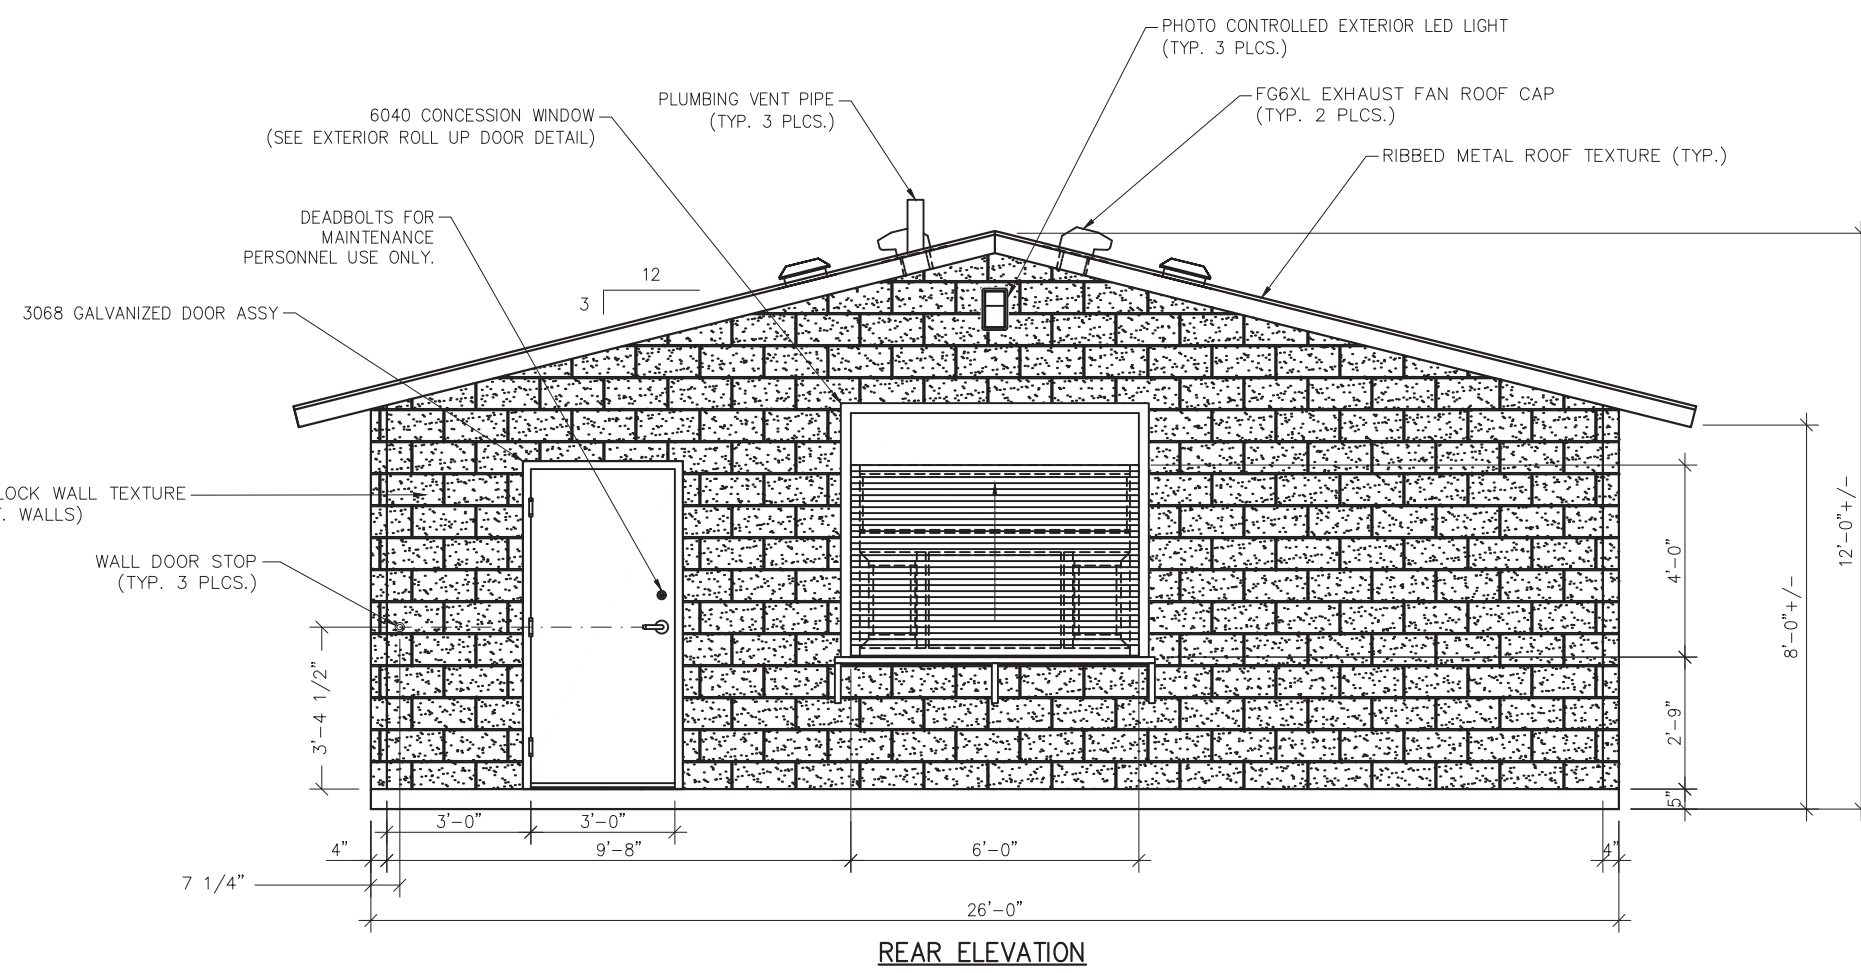 PHOTO CONTROLLED EXTERIOR LED LIGHT
(TYP. 3 PLCS.)
FG6XL EXHAUST FAN ROOF CAP
(TYP. 2 PLCS.)
PLUMBING VENT PIPE
(TYP. 3 PLCS.)
6040 CONCESSION WINDOW
(SEE EXTERIOR ROLL UP DOOR DETAIL)
RIBBED METAL ROOF TEXTURE (TYP.)
DEADBOLTS FOR
MAINTENANCE
PERSONNEL USE ONLY.
12
3
3068 GALVANIZED DOOR ASSY
LOCK WALL TEXTURE
T. WALLS)
WALL DOOR STOP
(TYP. 3 PLCS.)
3'-4 1/2"
4'-0"
2'-9"
5"
8'-0"+/-
12'-0"+/-
3'-0"
3'-0"
4"
9'-8"
6'-0"
4"
7 1/4"
26'-0"
REAR ELEVATION